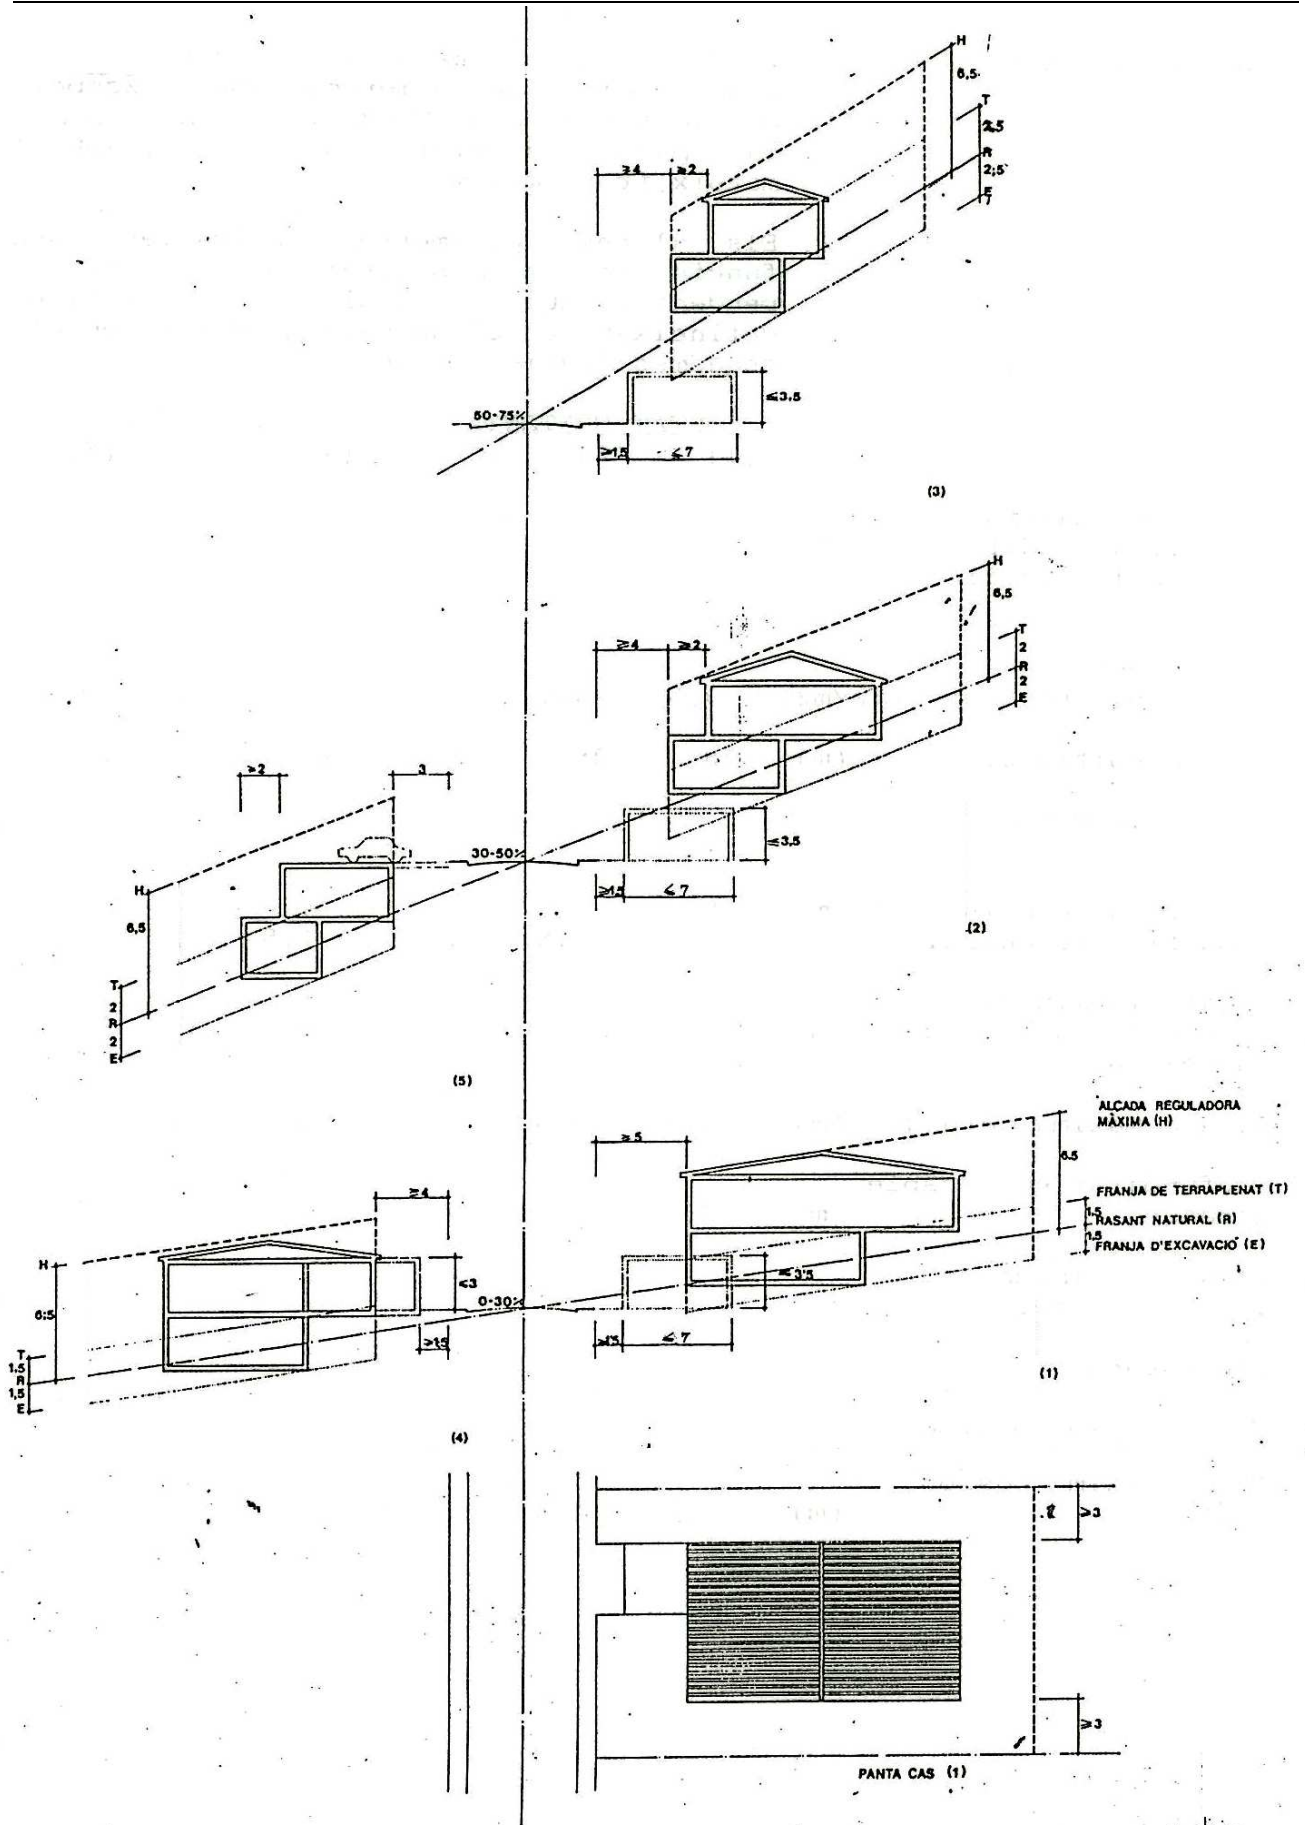 H
6,5
T
2,5
R
2,5
E
≥4
≥2
50-75%
≤3,5
≥1,5
≤7
(3)
H
6,5
T
2
R
2
E
≥4
≥2
≥2
3
30-50%
≤3,5
≥1,5
≤7
H
6,5
T
2
R
2
E
(2)
(5)
ALÇADA REGULADORA
MÀXIMA (H)
6.5
≥5
FRANJA DE TERRAPLENAT (T)
1,5
RASANT NATURAL (R)
1,5
FRANJA D'EXCAVACIÓ (E)
≥4
H
6,5
≤3
0-30%
≤3'5
≥1,5
≥1'5
≤7
T
1,5
R
1,5
E
(1)
(4)
≥3
≥3
PANTA CAS (1)